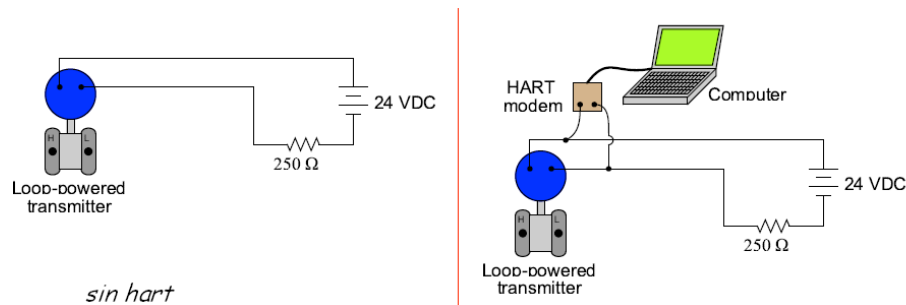 H
L
24 VDC
250 Ω
Loop-powered
transmitter
sin hart
HART
modem
Computer
H
L
24 VDC
250 Ω
Loop-powered
transmitter